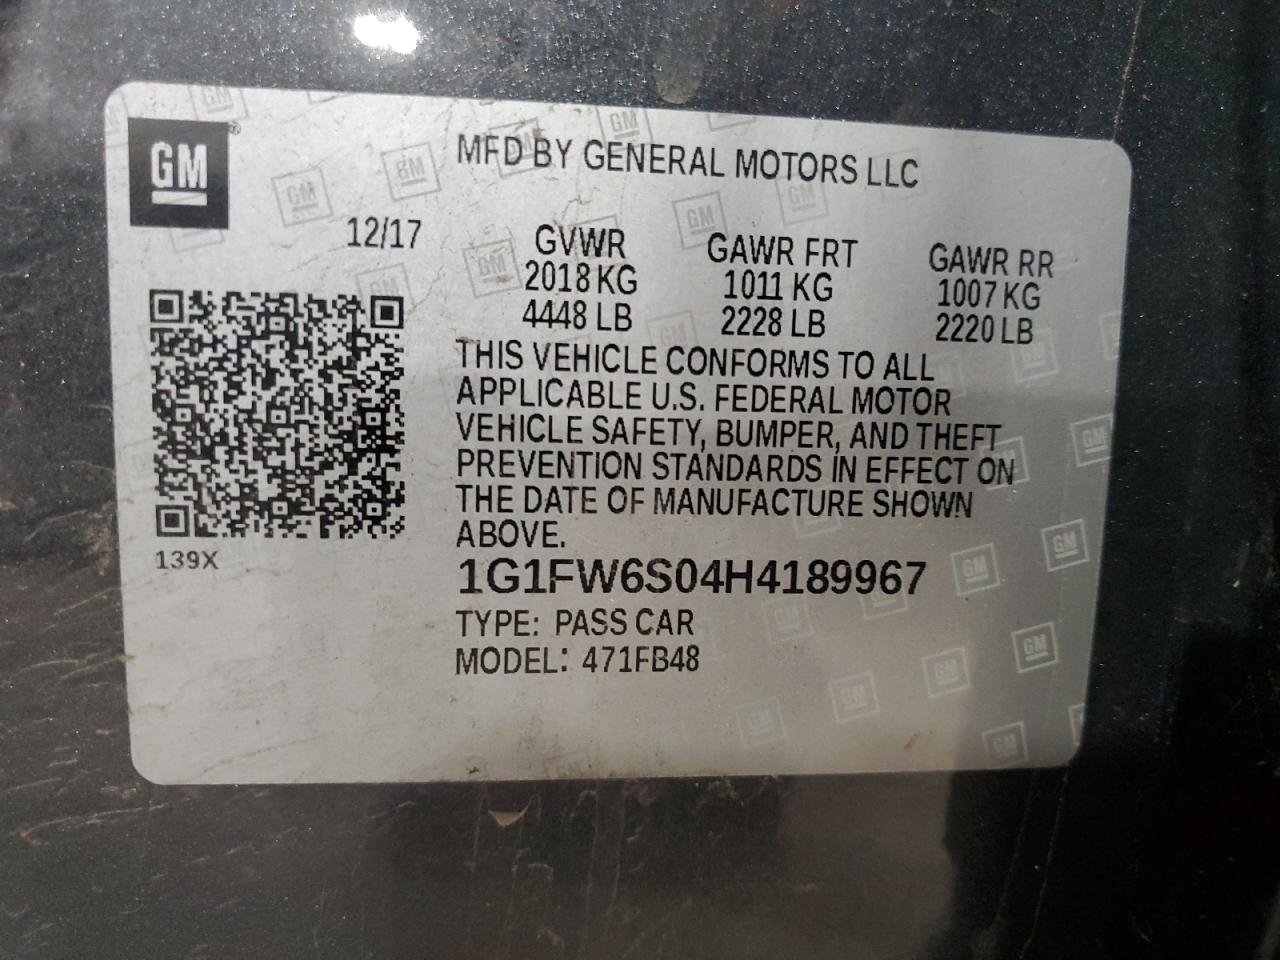 GM
MFD BY GENERAL MOTORS LLC
12/17
GVWR
2018 KG
4448 LB
GAWR FRT
1011 KG
2228 LB
GAWR RR
1007 KG
2220 LB
THIS VEHICLE CONFORMS TO ALL
APPLICABLE U.S. FEDERAL MOTOR
VEHICLE SAFETY, BUMPER, AND THEFT
PREVENTION STANDARDS IN EFFECT ON
THE DATE OF MANUFACTURE SHOWN
ABOVE.
139X
1G1FW6S04H4189967
TYPE: PASS CAR
MODEL: 471FB48